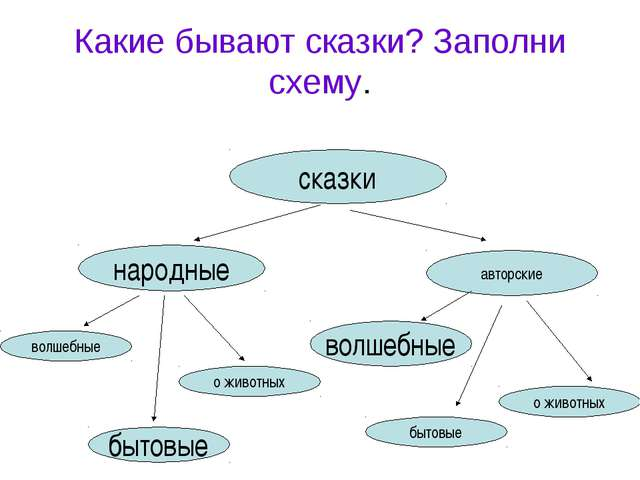 Какие бывают сказки? Заполни
схему.
сказки
народные
авторские
волшебные
волшебные
о животных
о животных
бытовые
бытовые